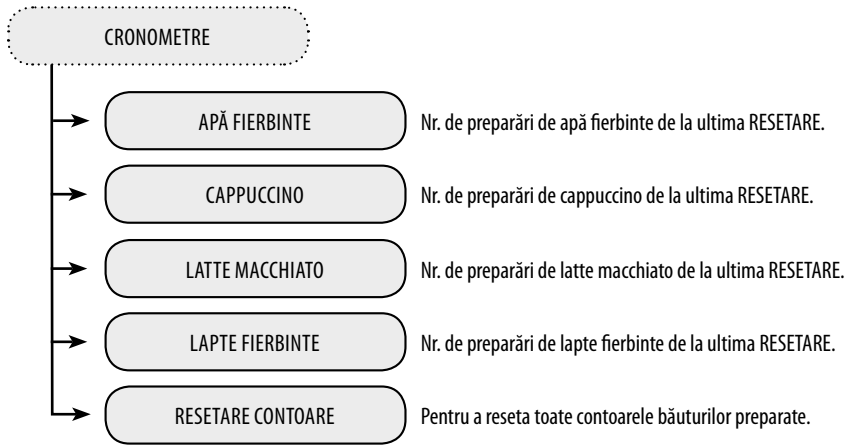 CRONOMETRE
APĂ FIERBINTE
Nr. de preparări de apă fierbinte de la ultima RESETARE.
CAPPUCCINO
Nr. de preparări de cappuccino de la ultima RESETARE.
LATTE MACCHIATO
Nr. de preparări de latte macchiato de la ultima RESETARE.
LAPTE FIERBINTE
Nr. de preparări de lapte fierbinte de la ultima RESETARE.
RESETARE CONTOARE
Pentru a reseta toate contoarele băuturilor preparate.